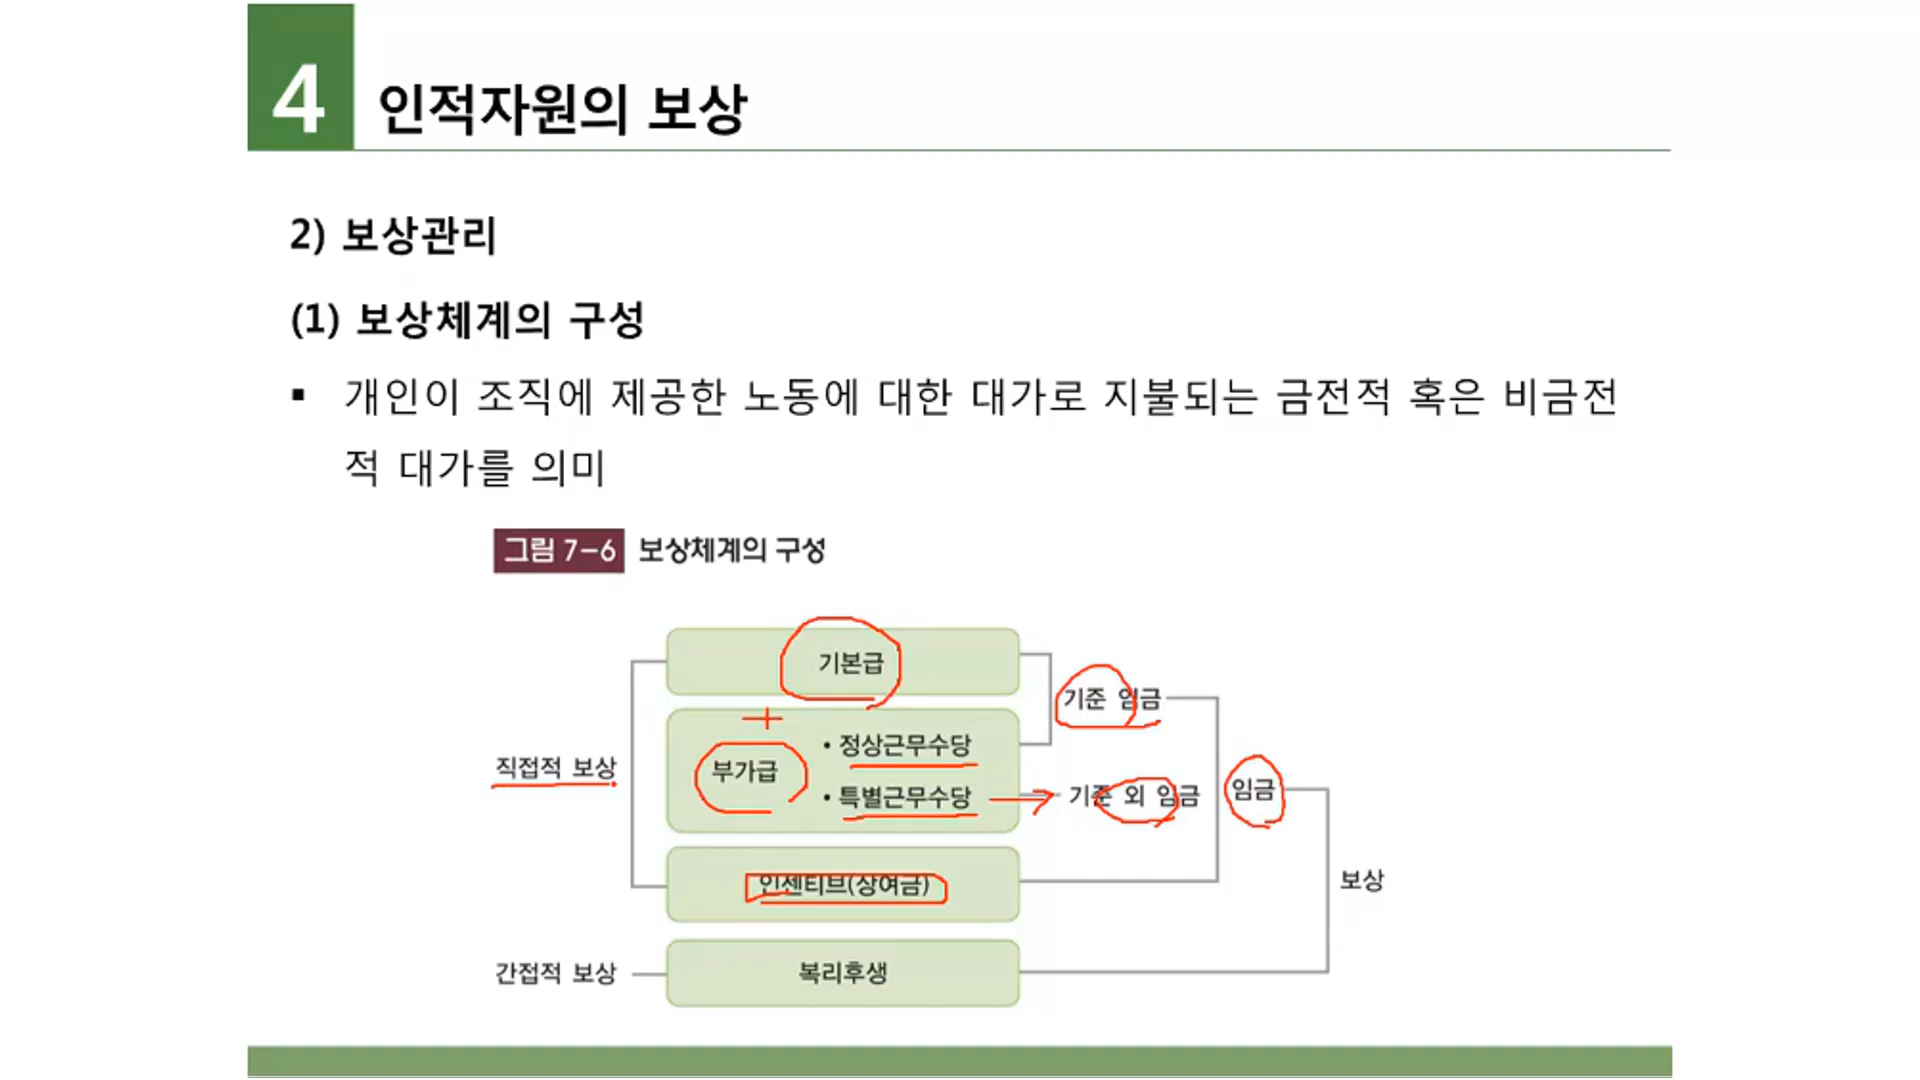 4 인적자원의 보상
2) 보상관리
(1) 보상체계의 구성
▪ 개인이 조직에 제공한 노동에 대한 대가로 지불되는 금전적 혹은 비금전
적 대가를 의미
그림 7-6 보상체계의 구성
기본급
기준 임금
• 정상근무수당
직접적 보상
부가급
• 특별근무수당
기준 외 임금
임금
인센티브(상여금)
보상
간접적 보상
복리후생